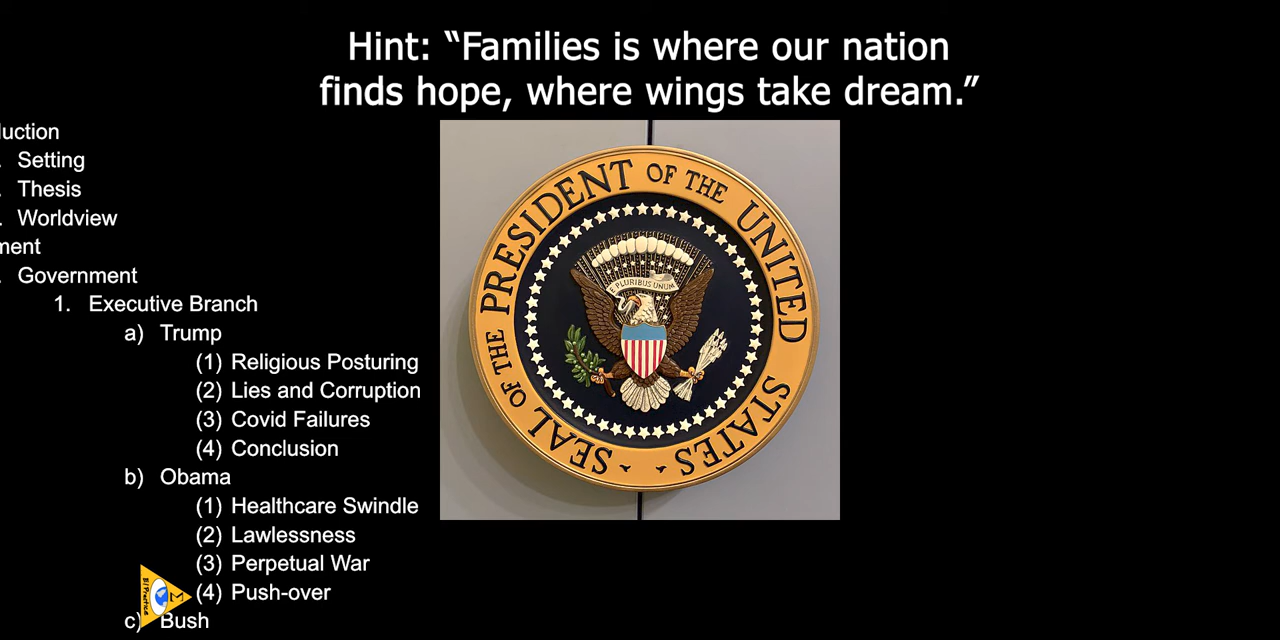 Hint: “Families is where our nation
finds hope, where wings take dream.”
luction
. Setting
. Thesis
. Worldview
ment
. Government
1. Executive Branch
a) Trump
(1) Religious Posturing
(2) Lies and Corruption
(3) Covid Failures
(4) Conclusion
b) Obama
(1) Healthcare Swindle
(2) Lawlessness
(3) Perpetual War
(4) Push-over
c) Bush
SEAL OF THE PRESIDENT OF THE UNITED STATES
E PLURIBUS UNUM